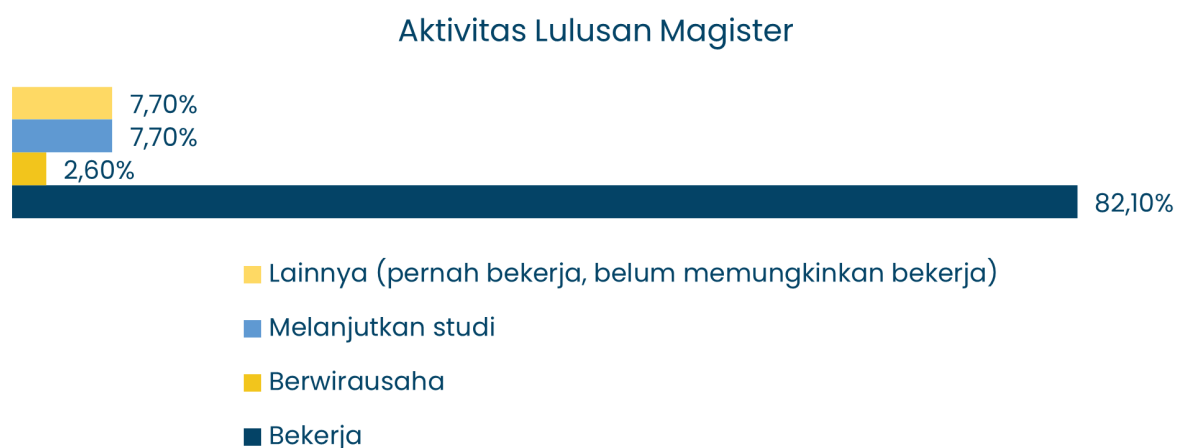 Aktivitas Lulusan Magister
7,70%
7,70%
2,60%
82,10%
Lainnya (pernah bekerja, belum memungkinkan bekerja)
Melanjutkan studi
Berwirausaha
Bekerja